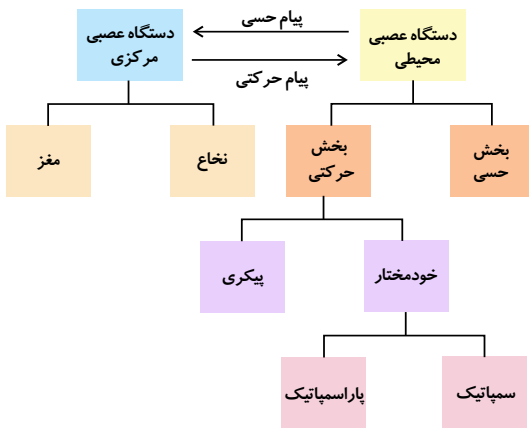 دستگاه عصبی
محیطی
پیام حسی
پیام حرکتی
دستگاه عصبی
مرکزی
بخش
حسی
بخش
حرکتی
نخاع
مغز
خودمختار
پیکری
سمپاتیک
پاراسمپاتیک